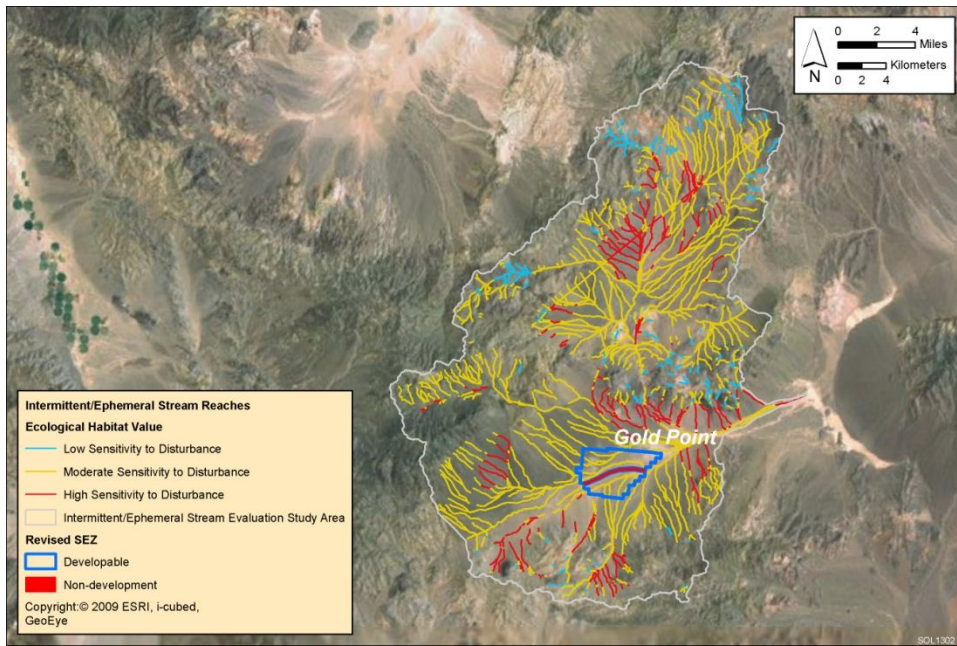 0 2 4
Miles
Kilometers
0 2 4
N
Gold Point
Intermittent/Ephemeral Stream Reaches
Ecological Habitat Value
Low Sensitivity to Disturbance
Moderate Sensitivity to Disturbance
High Sensitivity to Disturbance
Intermittent/Ephemeral Stream Evaluation Study Area
Revised SEZ
Developable
Non-development
Copyright:© 2009 ESRI, i-cubed,
GeoEye
SOL1302